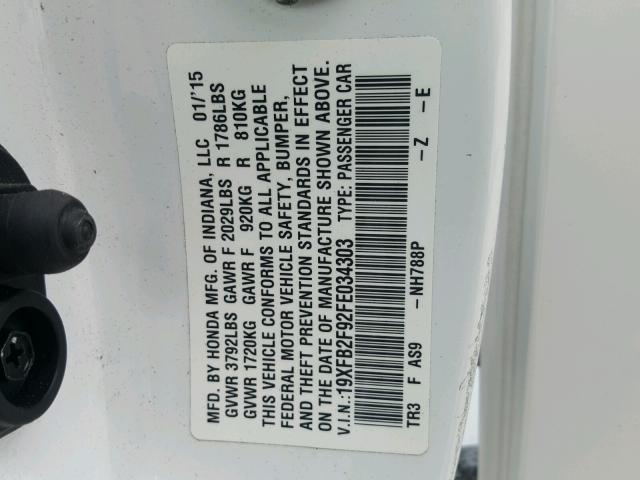 MFD. BY HONDA MFG. OF INDIANA, LLC 01/'15
GVWR 3792LBS GAWR F 2029LBS R 1786LBS
GVWR 1720KG GAWR F 920KG R 810KG
THIS VEHICLE CONFORMS TO ALL APPLICABLE
FEDERAL MOTOR VEHICLE SAFETY, BUMPER,
AND THEFT PREVENTION STANDARDS IN EFFECT
ON THE DATE OF MANUFACTURE SHOWN ABOVE.
V.I.N.:19XFB2F92FE034303 TYPE: PASSENGER CAR
TR3 F AS9 -NH788P -Z -E